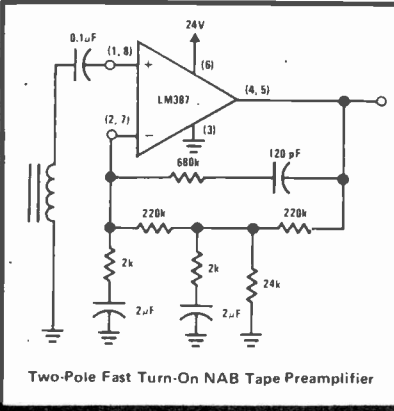 24V
0.1μF
(1, 8)
+
(6)
LM387
(4, 5)
(2, 7)
−
(3)
680k
120 pF
220k
220k
2k
2k
24k
2μF
2μF
Two-Pole Fast Turn-On NAB Tape Preamplifier